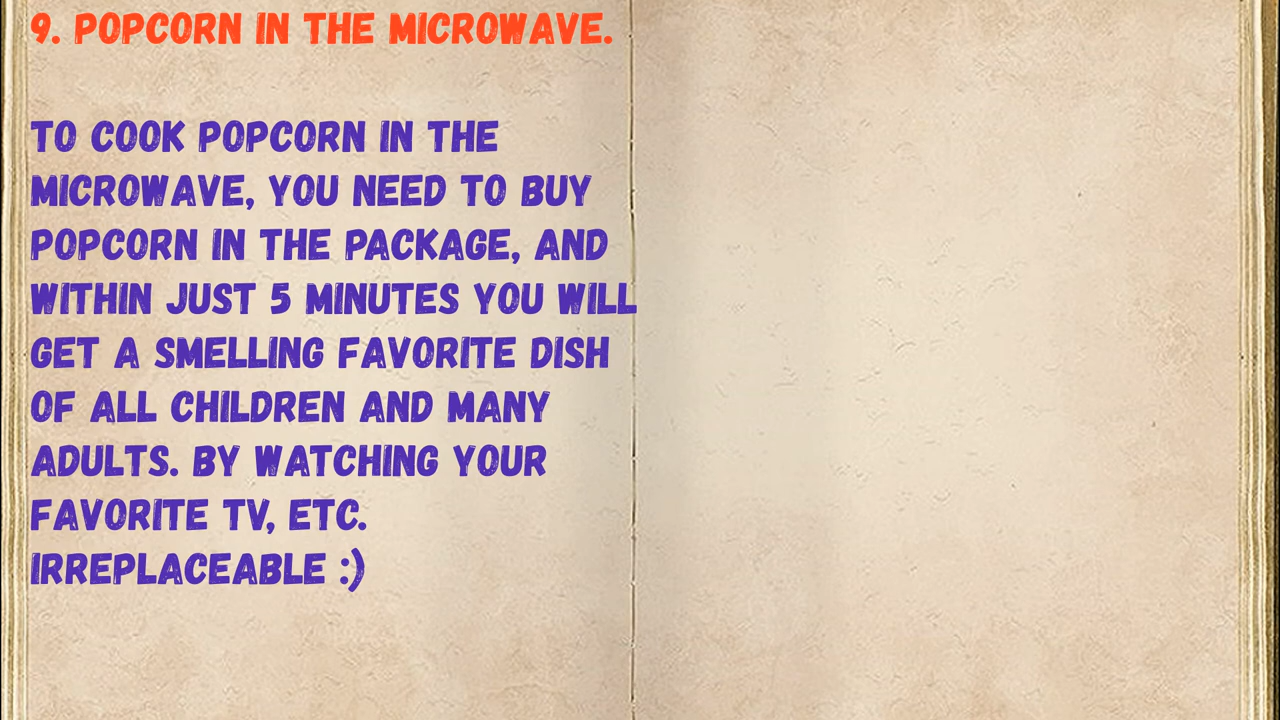 9. POPCORN IN THE MICROWAVE.
TO COOK POPCORN IN THE
MICROWAVE, YOU NEED TO BUY
POPCORN IN THE PACKAGE, AND
WITHIN JUST 5 MINUTES YOU WILL
GET A SMELLING FAVORITE DISH
OF ALL CHILDREN AND MANY
ADULTS. BY WATCHING YOUR
FAVORITE TV, ETC.
IRREPLACEABLE :)